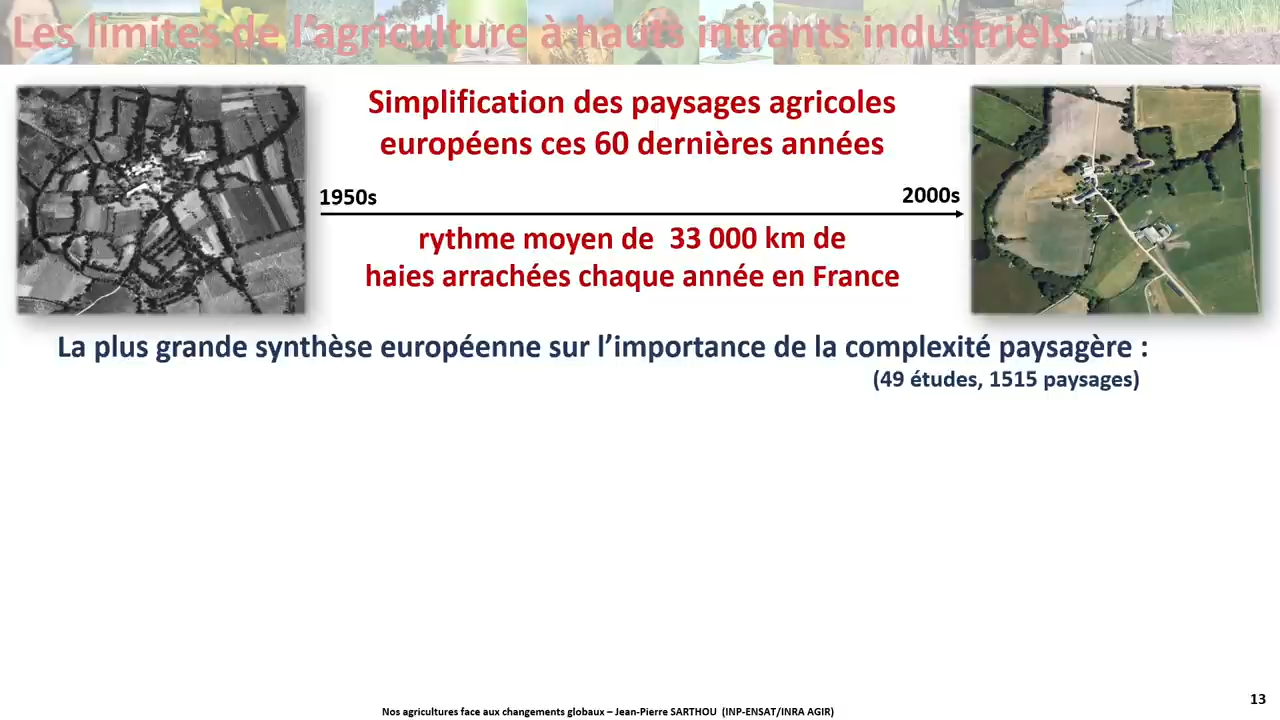 Les limites de l’agriculture à hauts intrants industriels
Simplification des paysages agricoles
européens ces 60 dernières années
1950s
2000s
rythme moyen de 33 000 km de
haies arrachées chaque année en France
La plus grande synthèse européenne sur l’importance de la complexité paysagère :
(49 études, 1515 paysages)
Nos agricultures face aux changements globaux – Jean-Pierre SARTHOU (INP-ENSAT/INRA AGIR)
13